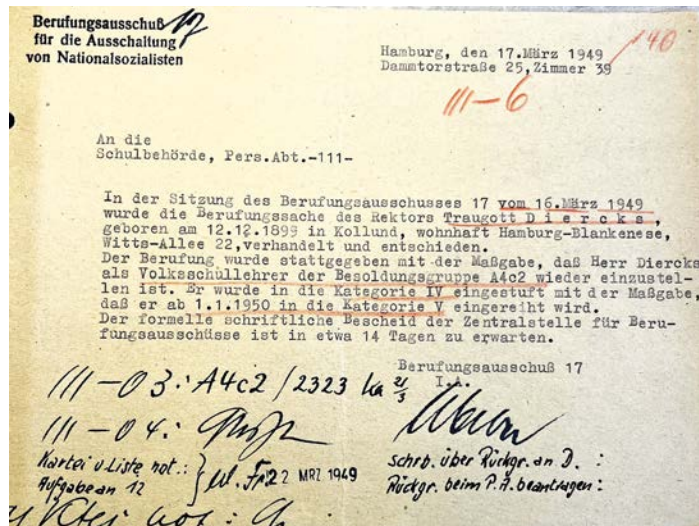 Berufungsausschuß 17
für die Ausschaltung
von Nationalsozialisten
Hamburg, den 17.März 1949
Dammtorstraße 25,Zimmer 39
140
III-6
An die
Schulbehörde, Pers.Abt.-111-
In der Sitzung des Berufungsausschusses 17 vom 16.März 1949
wurde die Berufungssache des Rektors Traugott D i e r c k s ,
geboren am 12.12.1899 in Kollund, wohnhaft Hamburg-Blankenese,
Witts-Allee 22,verhandelt und entschieden.
Der Berufung wurde stattgegeben mit der Maßgabe, daß Herr Diercks
als Volksschullehrer der Besoldungsgruppe A4c2 wieder einzustel-
len ist. Er wurde in die Kategorie IV eingestuft mit der Maßgabe,
daß er ab 1.1.1950 in die Kategorie V eingereiht wird.
Der formelle schriftliche Bescheid der Zentralstelle für Beru-
fungsausschüsse ist in etwa 14 Tagen zu erwarten.
Berufungsausschuß 17
I.A.
III-03: A4c2/2323 Ka 21/3
III-04:
Kartei u Liste not.:
Aufgabe an 12
22 MRZ 1949
schrb. über Rückgr. an D. :
Rückgr. beim P.A. beantragen:
not: